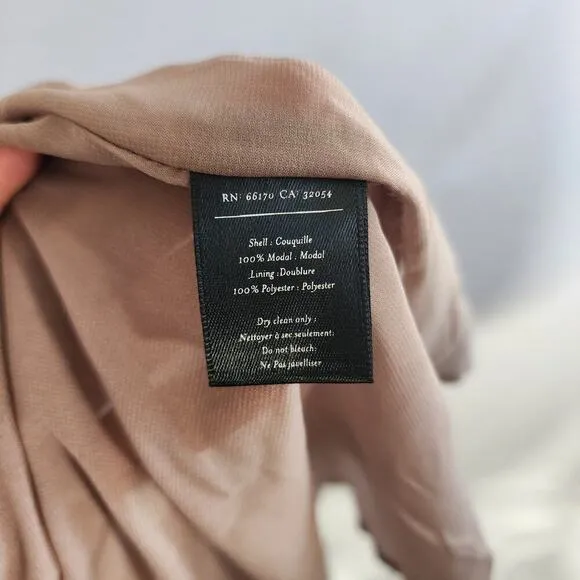 RN: 66170 CA: 32054
Shell : Couquille
100% Modal . Modal
Lining :Doublure
100% Polyester : Polyester
Dry clean only :
Nettoyer à sec seulement:
Do not bleach:
Ne Pas javelliser